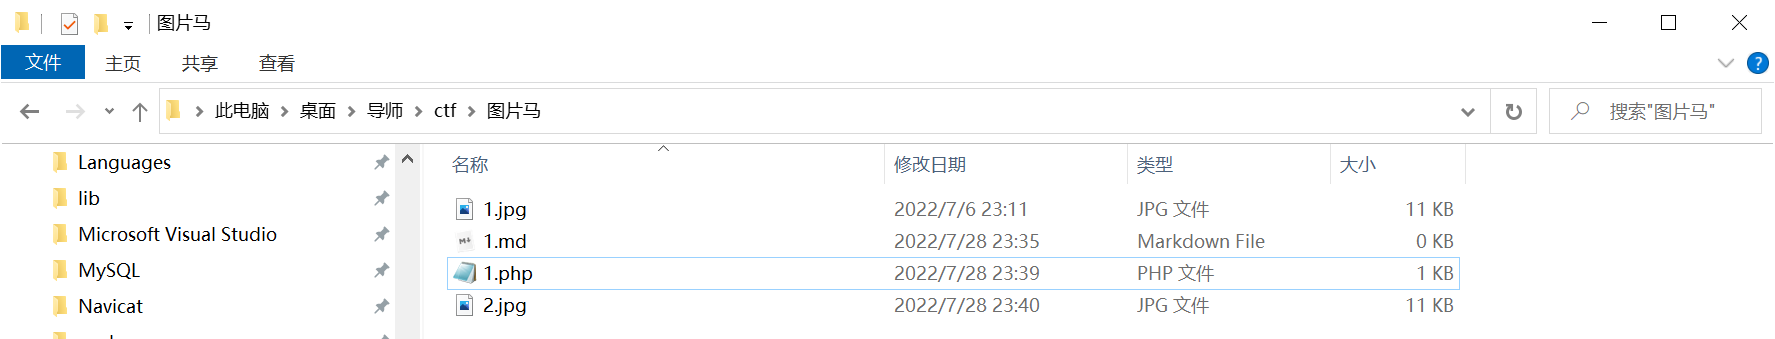 图片马
文件 主页 共享 查看
此电脑 桌面 导师 ctf 图片马 搜索"图片马"
Languages
lib
Microsoft Visual Studio
MySQL
Navicat
名称 修改日期 类型 大小
1.jpg 2022/7/6 23:11 JPG 文件 11 KB
1.md 2022/7/28 23:35 Markdown File 0 KB
1.php 2022/7/28 23:39 PHP 文件 1 KB
2.jpg 2022/7/28 23:40 JPG 文件 11 KB